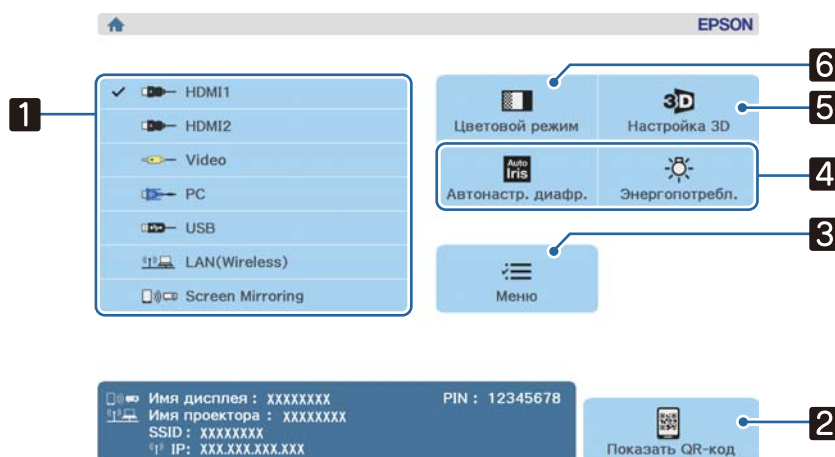 EPSON
1
HDMI1
HDMI2
Video
PC
USB
LAN(Wireless)
Screen Mirroring
6
Цветовой режим
3D
Настройка 3D
5
Auto
Iris
Автонастр. диафр.
Энергопотребл.
4
3
Меню
Имя дисплея : XXXXXXXX
PIN : 12345678
Имя проектора : XXXXXXXX
SSID : XXXXXXXX
IP: XXX.XXX.XXX.XXX
Показать QR-код
2